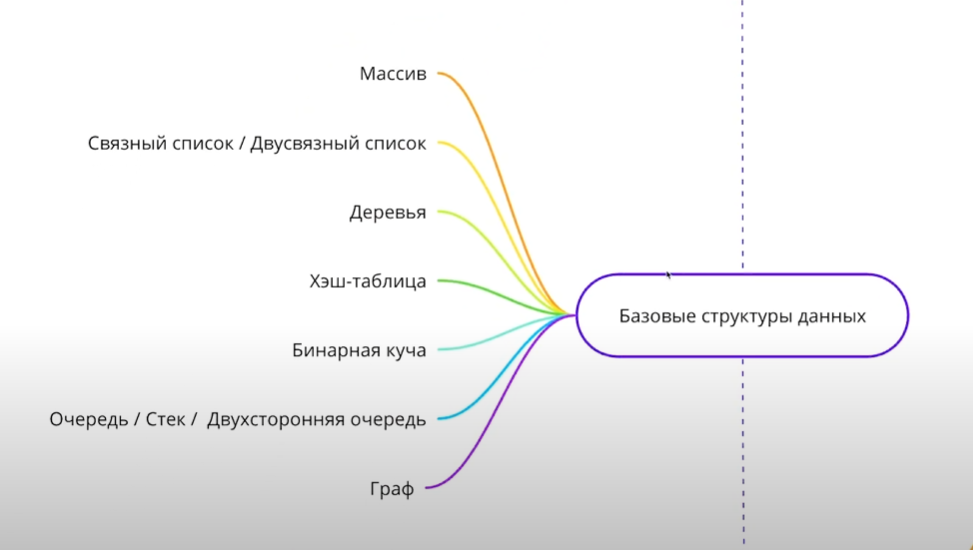 Массив
Связный список / Двусвязный список
Деревья
Хэш-таблица
Базовые структуры данных
Бинарная куча
Очередь / Стек / Двухсторонняя очередь
Граф